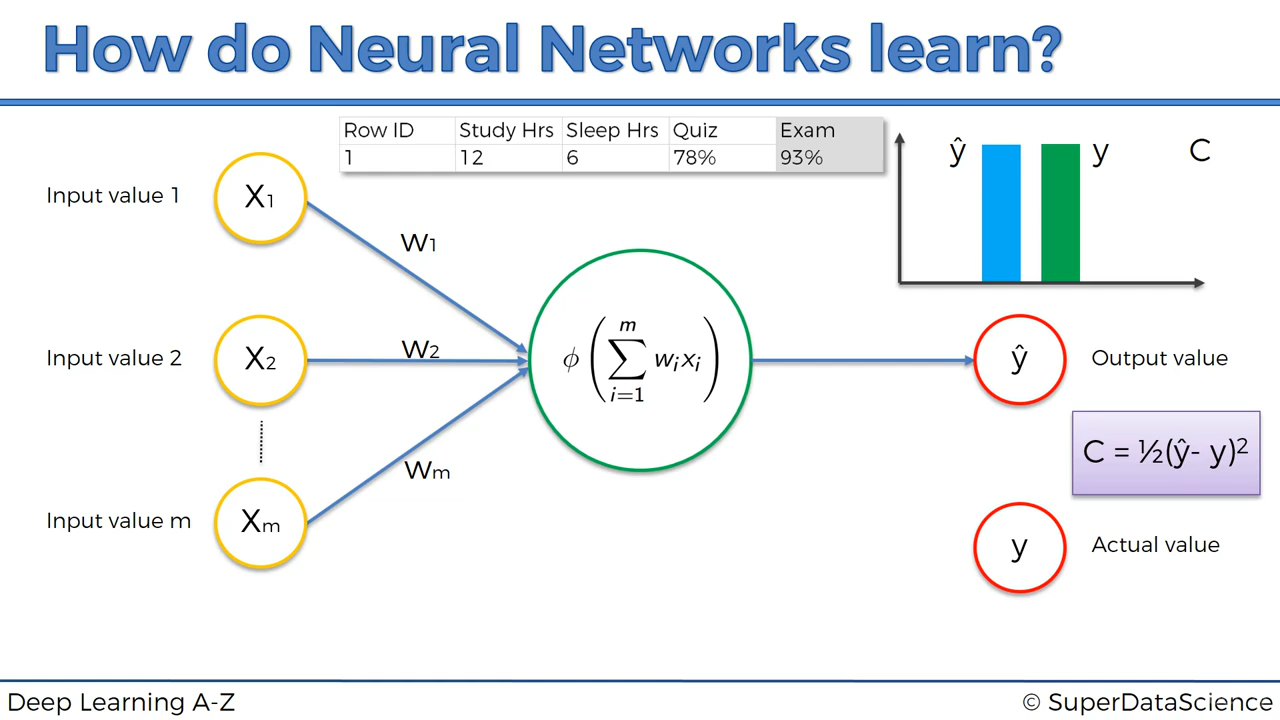 How do Neural Networks learn?
Row ID Study Hrs Sleep Hrs Quiz Exam
1 12 6 78%93%
ŷ y C
Input value 1 X₁
W₁
Input value 2 X₂ W₂ ϕ(∑ᵢ₌₁ᵐ wᵢxᵢ) ŷ Output value
C = ½(ŷ- y)²
Wₘ
Input value m Xₘ
y Actual value
Deep Learning A-Z © SuperDataScience